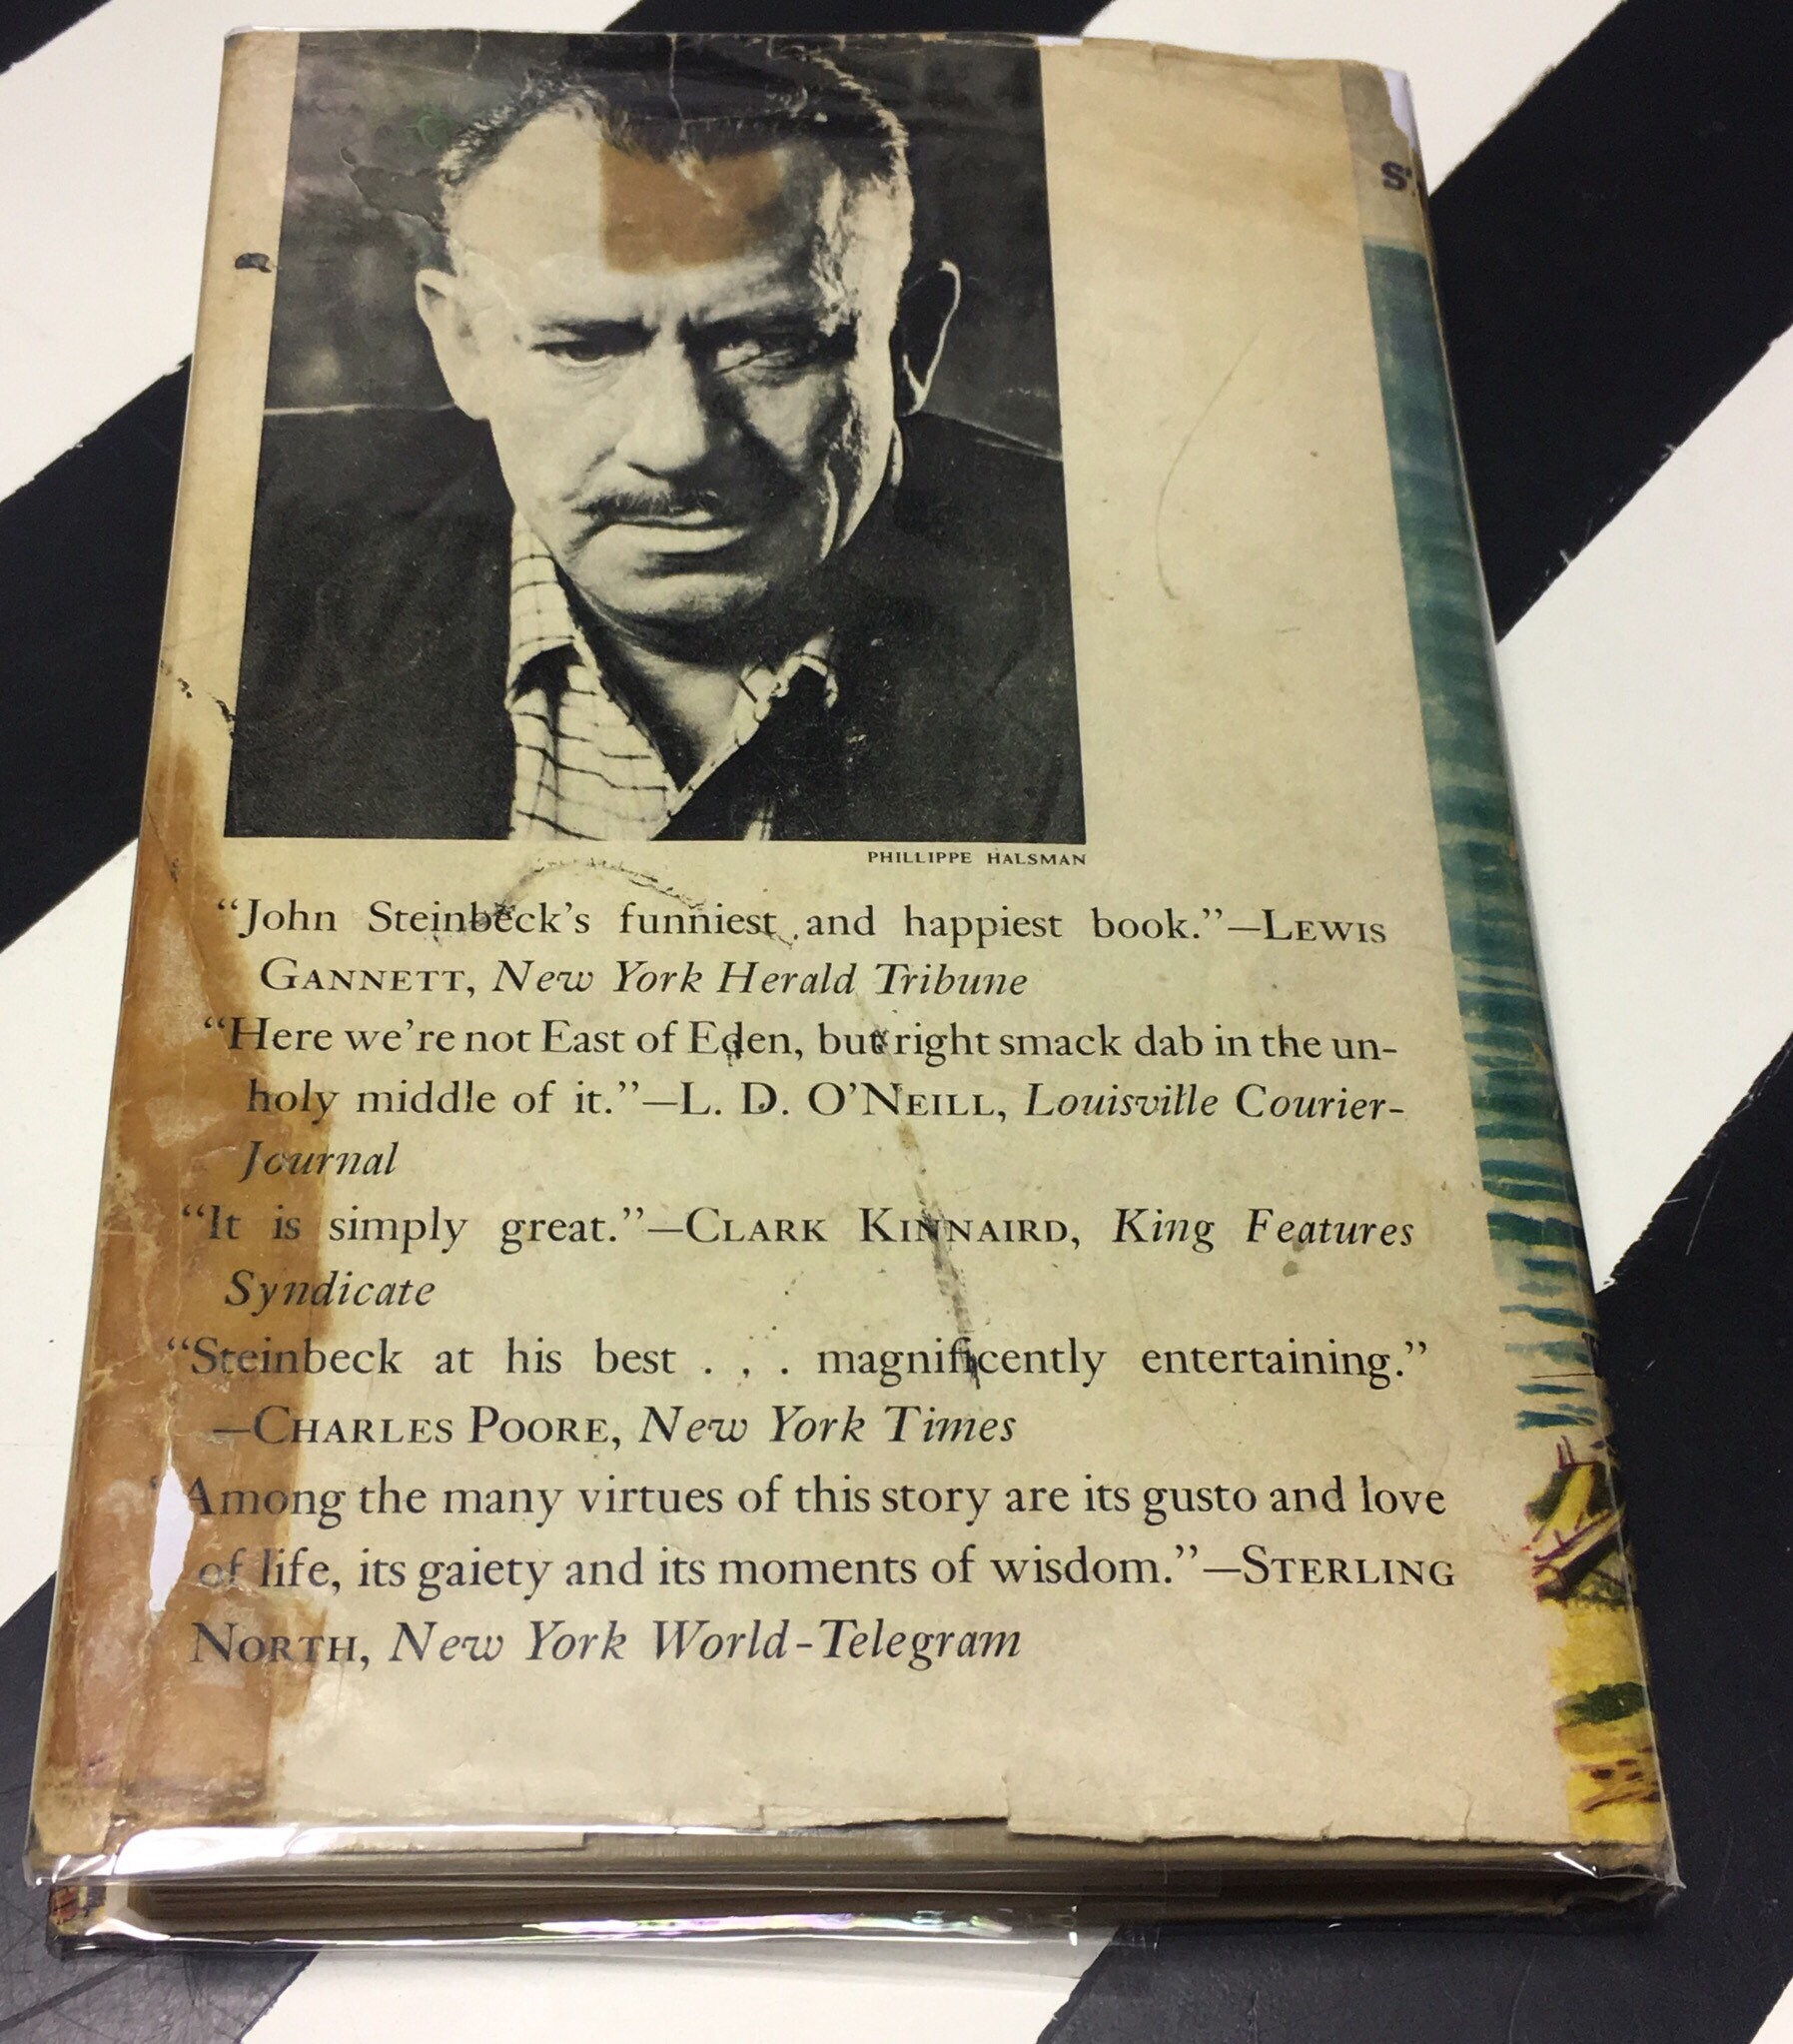 S
PHILLIPPE HALSMAN
“John Steinbeck’s funniest and happiest book.”—LEWIS
GANNETT, New York Herald Tribune
“Here we’re not East of Eden, but right smack dab in the un-
holy middle of it.”—L. D. O’NEILL, Louisville Courier-
Journal
“It is simply great.”—CLARK KINNAIRD, King Features
Syndicate
“Steinbeck at his best . . . magnificently entertaining.”
—CHARLES POORE, New York Times
“Among the many virtues of this story are its gusto and love
of life, its gaiety and its moments of wisdom.”—STERLING
NORTH, New York World-Telegram